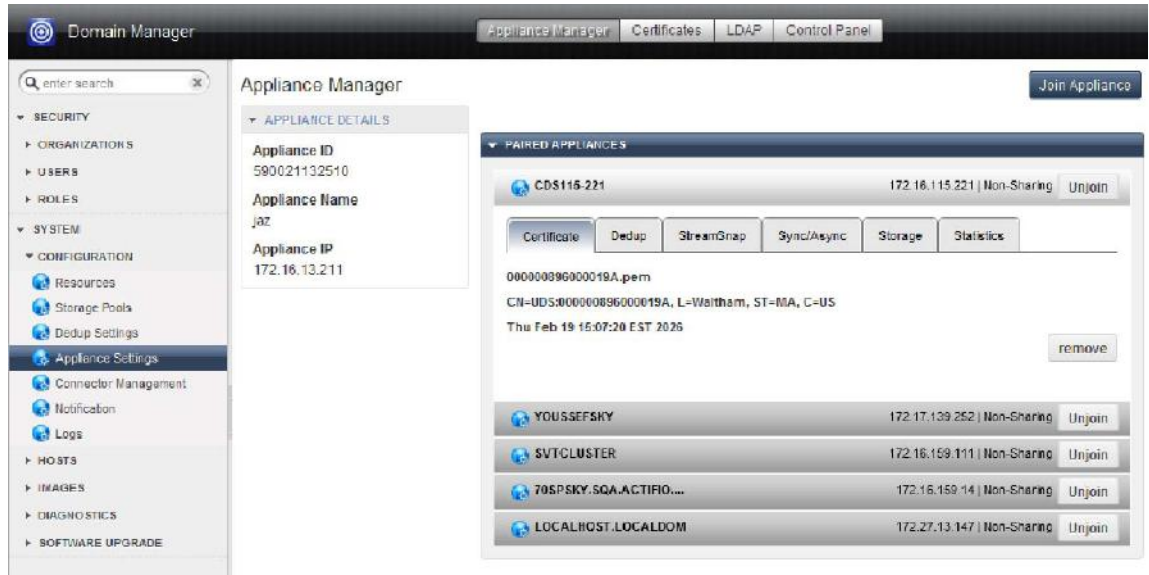 Domain Manager
Appliance Manager
Certificates
LDAP
Control Panel
enter search
SECURITY
ORGANIZATIONS
USERS
ROLES
SYSTEM
CONFIGURATION
Resources
Storage Pools
Dedup Settings
Appliance Settings
Connector Management
Notification
Logs
HOSTS
IMAGES
DIAGNOSTICS
SOFTWARE UPGRADE
Appliance Manager
Join Appliance
APPLIANCE DETAILS
Appliance ID
590021132510
Appliance Name
jaz
Appliance IP
172.16.13.211
PAIRED APPLIANCES
CDS115-221 172.16.115.221 | Non-Sharing Unjoin
Certificate Dedup StreamSnap Sync/Async Storage Statistics
000000896000019A.pem
CN=UDS:000000896000019A, L=Waltham, ST=MA, C=US
Thu Feb 19 15:07:20 EST 2026
remove
YOUSSEFSKY 172.17.139.252 | Non-Sharing Unjoin
SVTCLUSTER 172.16.159.111 | Non-Sharing Unjoin
70SPSKY.SQA.ACTIFIO.... 172.16.159.14 | Non-Sharing Unjoin
LOCALHOST.LOCALDOM 172.27.13.147 | Non-Sharing Unjoin